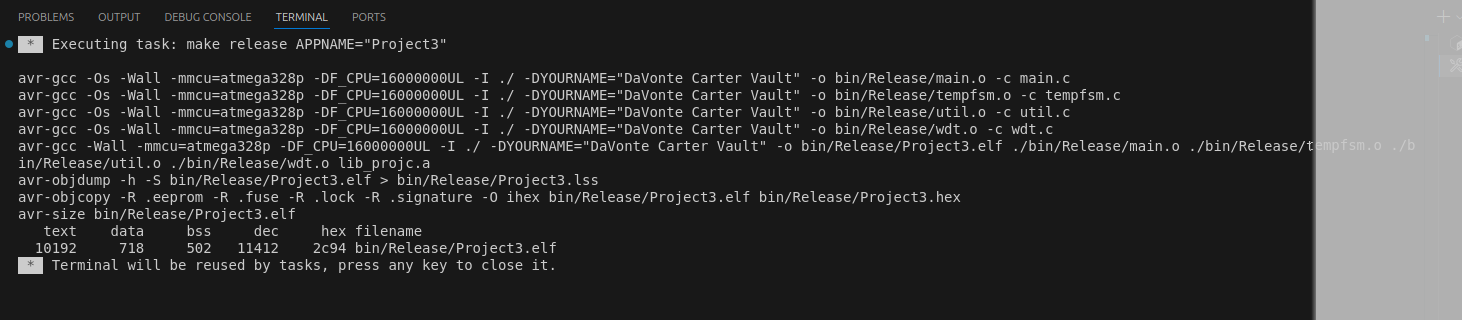 PROBLEMS OUTPUT DEBUG CONSOLE TERMINAL PORTS
* Executing task: make release APPNAME="Project3"
avr-gcc -Os -Wall -mmcu=atmega328p -DF_CPU=16000000UL -I ./ -DYOURNAME="DaVonte Carter Vault" -o bin/Release/main.o -c main.c
avr-gcc -Os -Wall -mmcu=atmega328p -DF_CPU=16000000UL -I ./ -DYOURNAME="DaVonte Carter Vault" -o bin/Release/tempfsm.o -c tempfsm.c
avr-gcc -Os -Wall -mmcu=atmega328p -DF_CPU=16000000UL -I ./ -DYOURNAME="DaVonte Carter Vault" -o bin/Release/util.o -c util.c
avr-gcc -Os -Wall -mmcu=atmega328p -DF_CPU=16000000UL -I ./ -DYOURNAME="DaVonte Carter Vault" -o bin/Release/wdt.o -c wdt.c
avr-gcc -Wall -mmcu=atmega328p -DF_CPU=16000000UL -I ./ -DYOURNAME="DaVonte Carter Vault" -o bin/Release/Project3.elf ./bin/Release/main.o ./bin/Release/tempfsm.o ./b
in/Release/util.o ./bin/Release/wdt.o lib_projc.a
avr-objdump -h -S bin/Release/Project3.elf > bin/Release/Project3.lss
avr-objcopy -R .eeprom -R .fuse -R .lock -R .signature -O ihex bin/Release/Project3.elf bin/Release/Project3.hex
avr-size bin/Release/Project3.elf
text data bss dec hex filename
10192 718 502 11412 2c94 bin/Release/Project3.elf
* Terminal will be reused by tasks, press any key to close it.